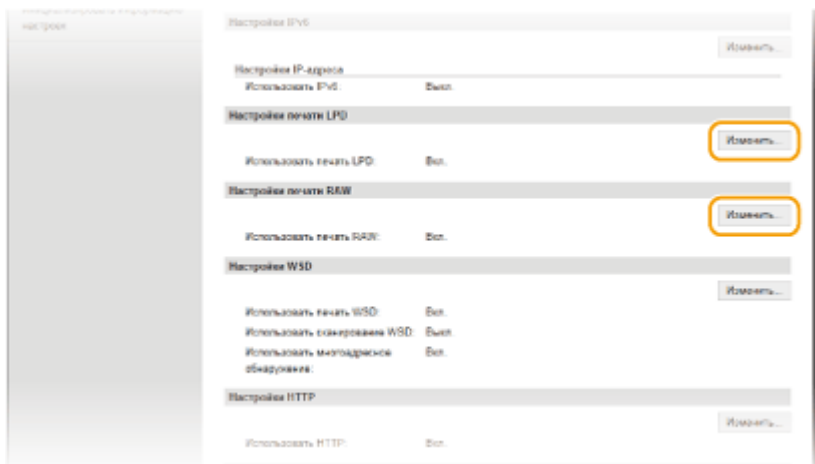 настроек
Настройки IPv6
Изменить...
Настройки IP-адреса
Использовать IPv6: Выкл.
Настройки печати LPD
Изменить...
Использовать печать LPD: Вкл.
Настройки печати RAW
Изменить...
Использовать печать RAW: Вкл.
Настройки WSD
Изменить...
Использовать печать WSD: Вкл.
Использовать сканирование WSD: Выкл.
Использовать многоадресное Вкл.
обнаружение:
Настройки HTTP
Изменить...
Использовать HTTP: Вкл.